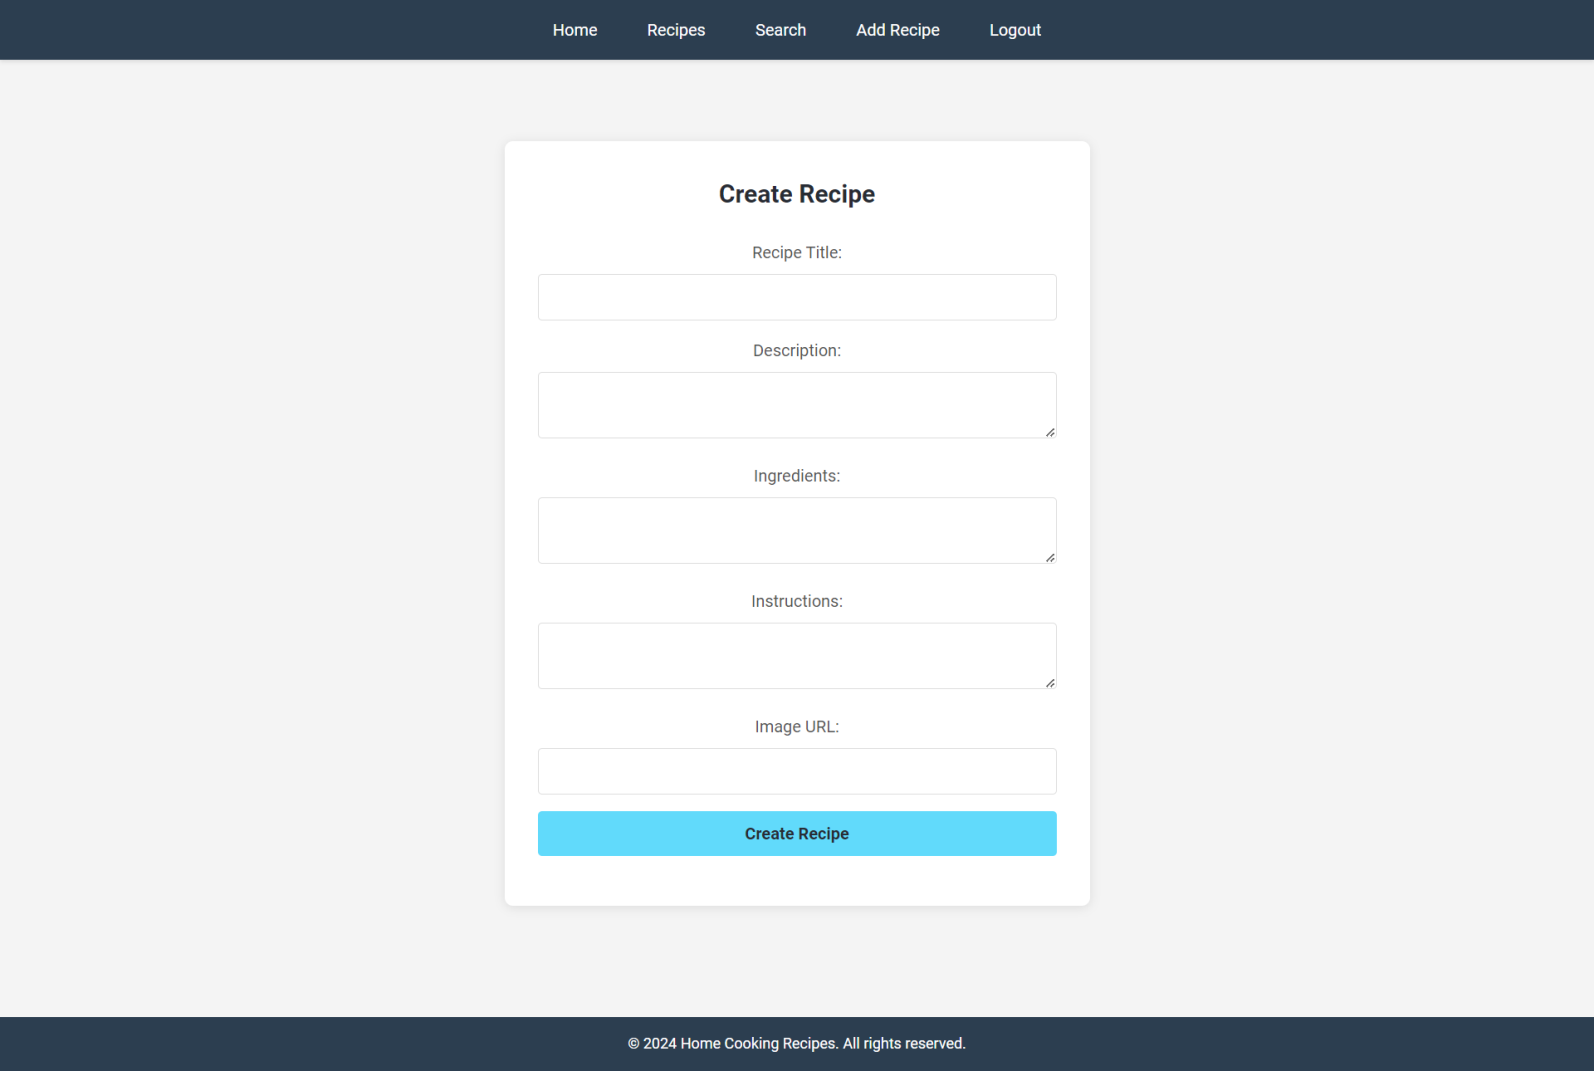 Home Recipes Search Add Recipe Logout
Create Recipe
Recipe Title:
Description:
Ingredients:
Instructions:
Image URL:
Create Recipe
© 2024 Home Cooking Recipes. All rights reserved.